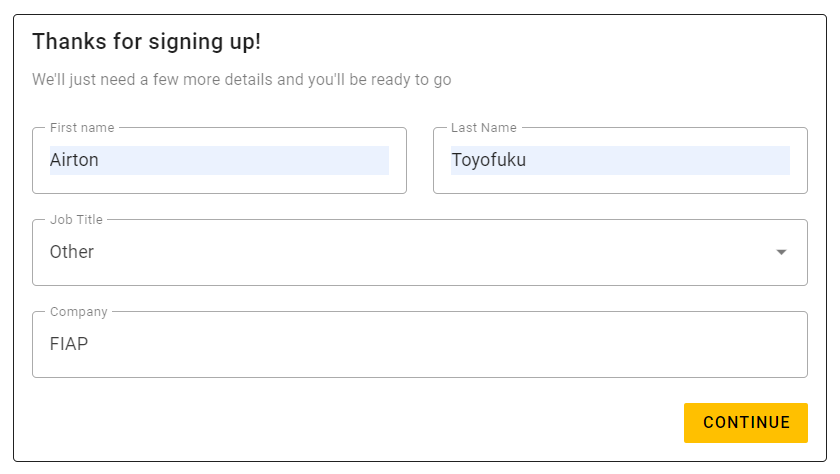 Thanks for signing up!
We'll just need a few more details and you'll be ready to go
First name
Airton
Last Name
Toyofuku
Job Title
Other
Company
FIAP
CONTINUE